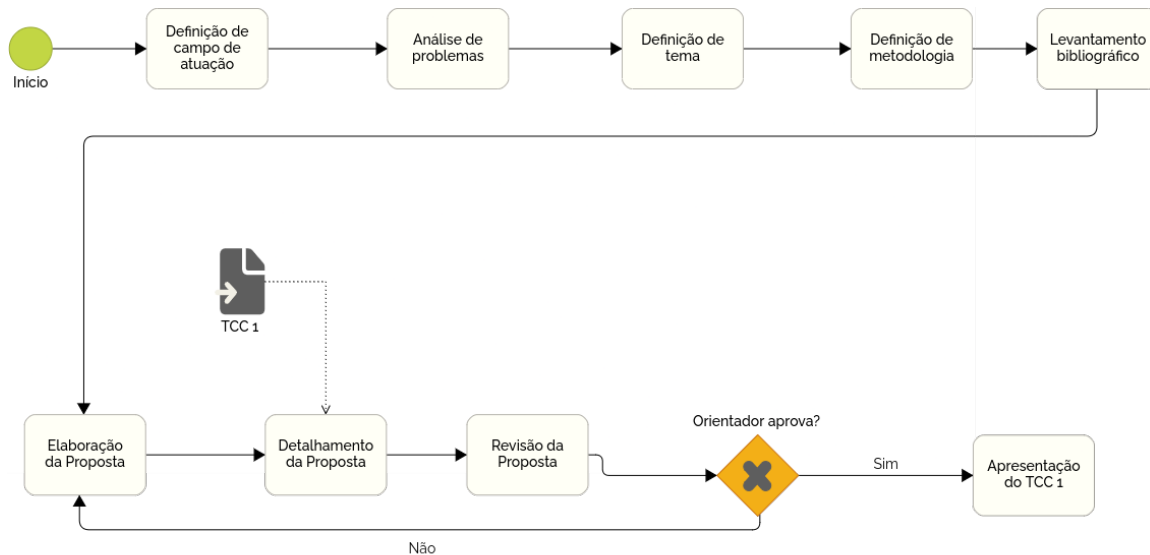 Início
Definição de
campo de
atuação
Análise de
problemas
Definição de
tema
Definição de
metodologia
Levantamento
bibliográfico
TCC 1
Elaboração
da Proposta
Detalhamento
da Proposta
Revisão da
Proposta
Orientador aprova?
Sim
Apresentação
do TCC 1
Não